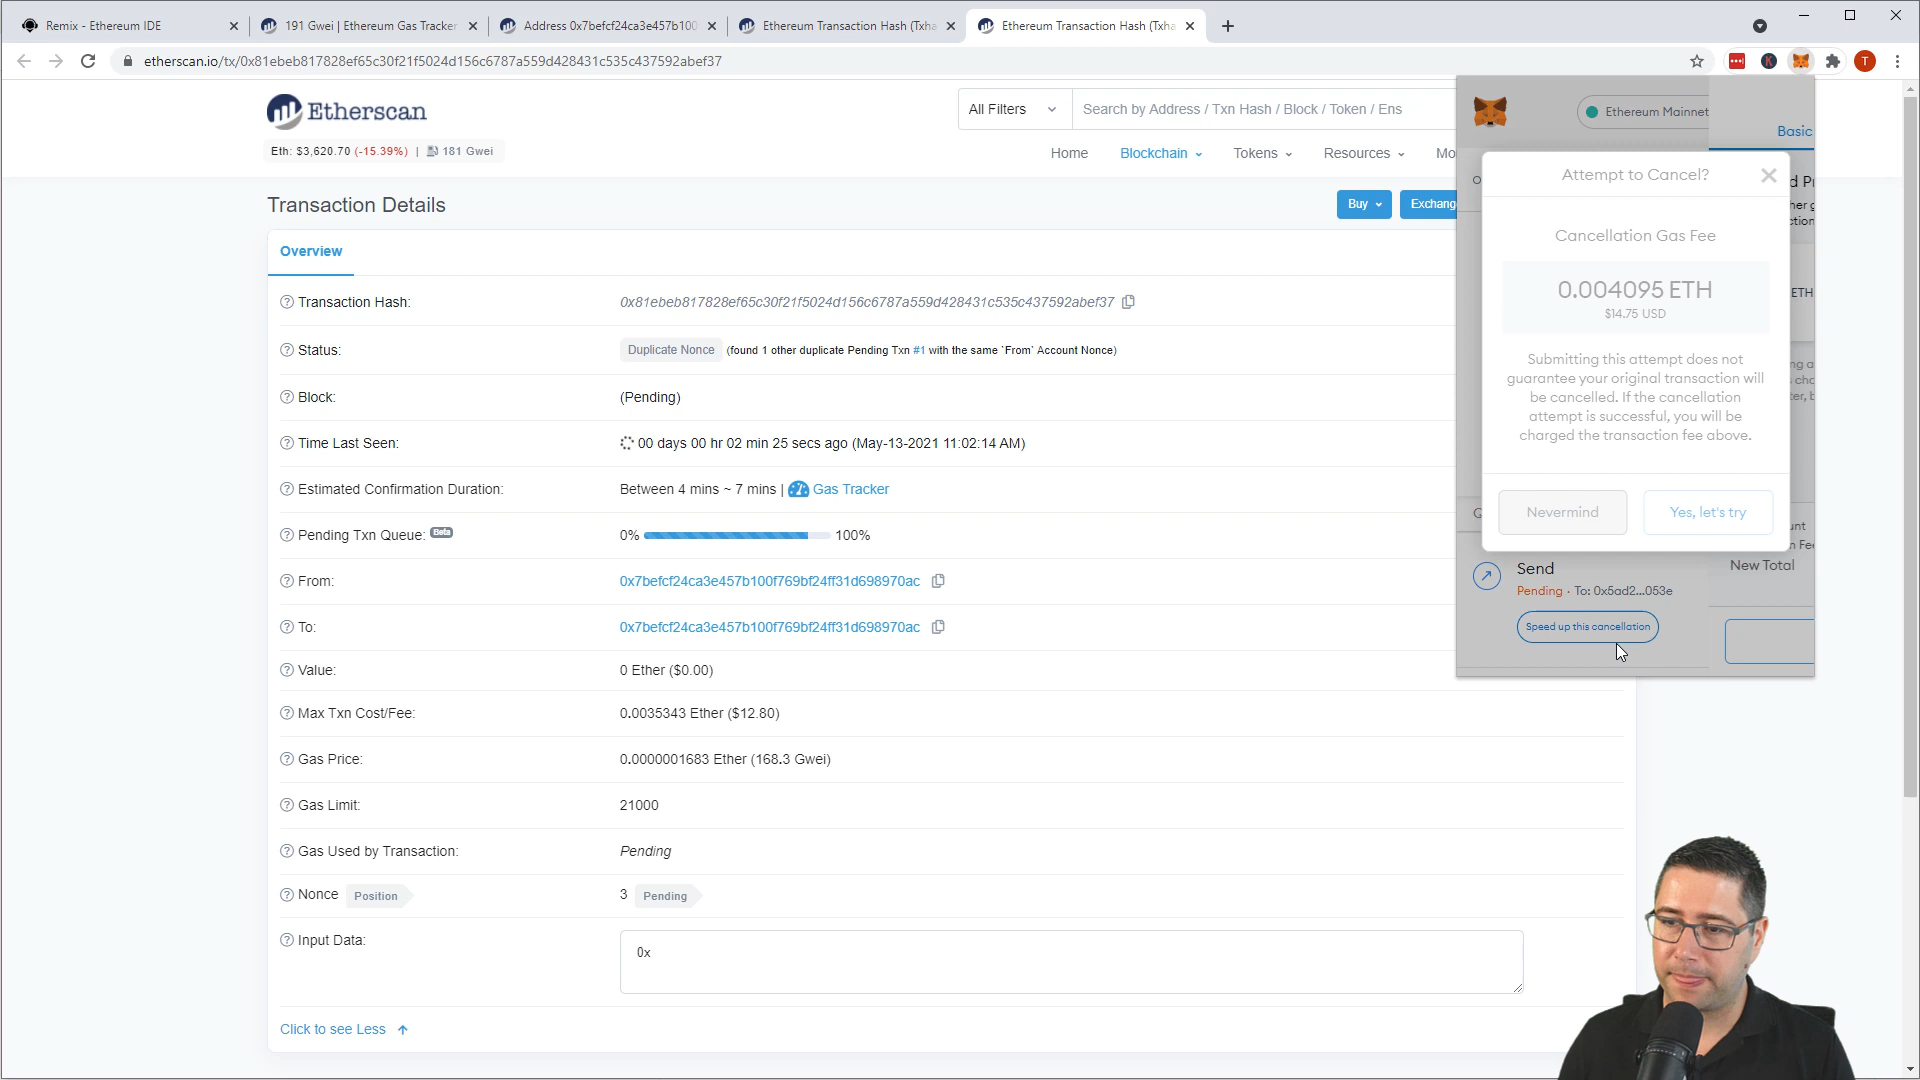 Remix - Ethereum IDE
191 Gwei | Ethereum Gas Tracker
Address 0x7befcf24ca3e457b100
Ethereum Transaction Hash (Txha
Ethereum Transaction Hash (Txha
etherscan.io/tx/0x81ebeb817828ef65c30f21f5024d156c6787a559d428431c535c437592abef37
T
Etherscan
All Filters
Search by Address / Txn Hash / Block / Token / Ens
Eth: $3,620.70 (-15.39%) | 181 Gwei
Home
Blockchain
Tokens
Resources
Mo
Transaction Details
Buy
Exchang
Overview
Transaction Hash:
0x81ebeb817828ef65c30f21f5024d156c6787a559d428431c535c437592abef37
Status:
Duplicate Nonce (found 1 other duplicate Pending Txn #1 with the same `From` Account Nonce)
Block:
(Pending)
Time Last Seen:
00 days 00 hr 02 min 25 secs ago (May-13-2021 11:02:14 AM)
Estimated Confirmation Duration:
Between 4 mins ~ 7 mins | Gas Tracker
Pending Txn Queue: Beta
0% 100%
From:
0x7befcf24ca3e457b100f769bf24ff31d698970ac
To:
0x7befcf24ca3e457b100f769bf24ff31d698970ac
Value:
0 Ether ($0.00)
Max Txn Cost/Fee:
0.0035343 Ether ($12.80)
Gas Price:
0.0000001683 Ether (168.3 Gwei)
Gas Limit:
21000
Gas Used by Transaction:
Pending
Nonce Position
3 Pending
Input Data:
0x
Click to see Less
Ethereum Mainnet
Basic
Attempt to Cancel?
Cancellation Gas Fee
0.004095 ETH
$14.75 USD
ETH
Submitting this attempt does not
guarantee your original transaction will
be cancelled. If the cancellation
attempt is successful, you will be
charged the transaction fee above.
Nevermind
Yes, let's try
Send
Pending · To: 0x5ad2...053e
Speed up this cancellation
New Total